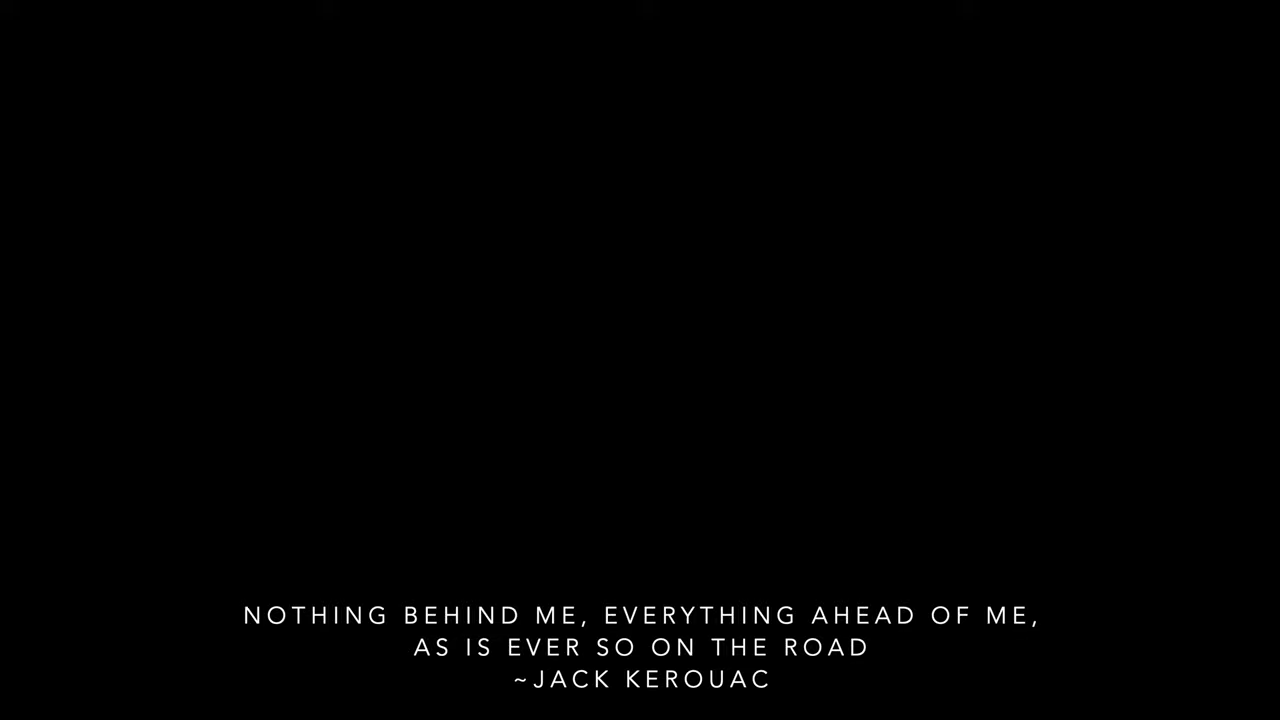 NOTHING BEHIND ME, EVERYTHING AHEAD OF ME,
AS IS EVER SO ON THE ROAD
~JACK KEROUAC